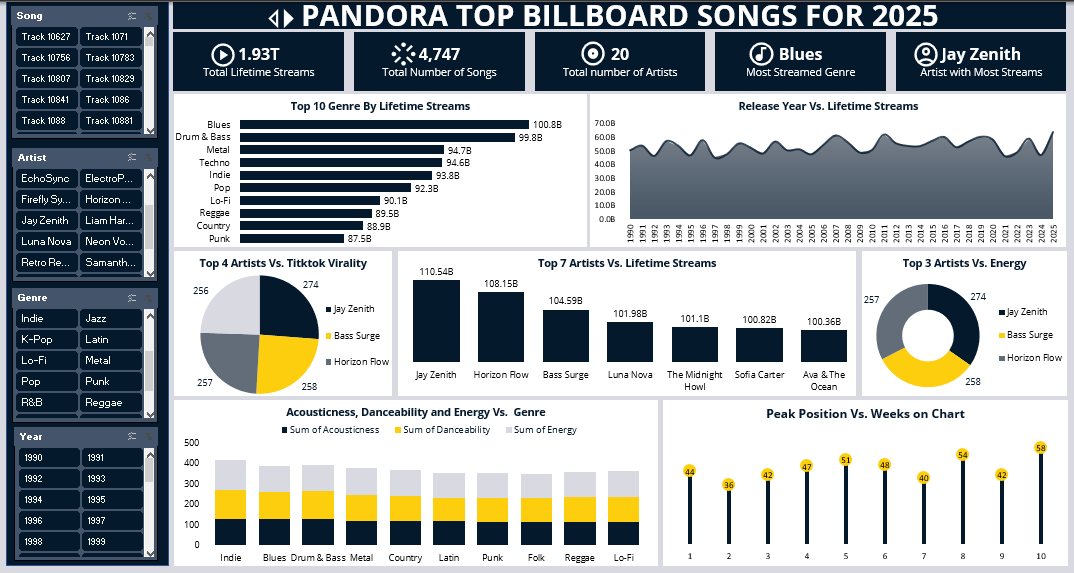 PANDORA TOP BILLBOARD SONGS FOR 2025
Song
Track 10627 Track 1071
Track 10756 Track 10783
Track 10807 Track 10829
Track 10841 Track 1086
Track 1088 Track 10881
Artist
EchoSync ElectroP...
Firefly Sy... Horizon ...
Jay Zenith Liam Har...
Luna Nova Neon Vo...
Retro Re... Samanth...
Genre
Indie Jazz
K-Pop Latin
Lo-Fi Metal
Pop Punk
R&B Reggae
Year
1990 1991
1992 1993
1994 1995
1996 1997
1998 1999
1.93T
Total Lifetime Streams
4,747
Total Number of Songs
20
Total number of Artists
Blues
Most Streamed Genre
Jay Zenith
Artist with Most Streams
Top 10 Genre By Lifetime Streams
Blues 100.8B
Drum & Bass 99.8B
Metal 94.7B
Techno 94.6B
Indie 93.8B
Pop 92.3B
Lo-Fi 90.1B
Reggae 89.5B
Country 88.9B
Punk 87.5B
Release Year Vs. Lifetime Streams
70.0B
60.0B
50.0B
40.0B
30.0B
20.0B
10.0B
0.0B
1990 1991 1992 1993 1994 1995 1996 1997 1998 1999 2000 2001 2002 2003 2004 2005 2006 2007 2008 2009 2010 2011 2012 2013 2014 2015 2016 2017 2018 2019 2020 2021 2022 2023 2024 2025
Top 4 Artists Vs. Titktok Virality
256 274
257 258
Jay Zenith
Bass Surge
Horizon Flow
Top 7 Artists Vs. Lifetime Streams
110.54B 108.15B 104.59B 101.98B 101.1B 100.82B 100.36B
Jay Zenith Horizon Flow Bass Surge Luna Nova The Midnight Sofia Carter Ava & The
Howl Ocean
Top 3 Artists Vs. Energy
257 274
258
Jay Zenith
Bass Surge
Horizon Flow
Acousticness, Danceability and Energy Vs. Genre
Sum of Acousticness Sum of Danceability Sum of Energy
500
400
300
200
100
0
Indie Blues Drum & Bass Metal Country Latin Punk Folk Reggae Lo-Fi
Peak Position Vs. Weeks on Chart
44 36 42 47 51 48 40 54 42 58
1 2 3 4 5 6 7 8 9 10